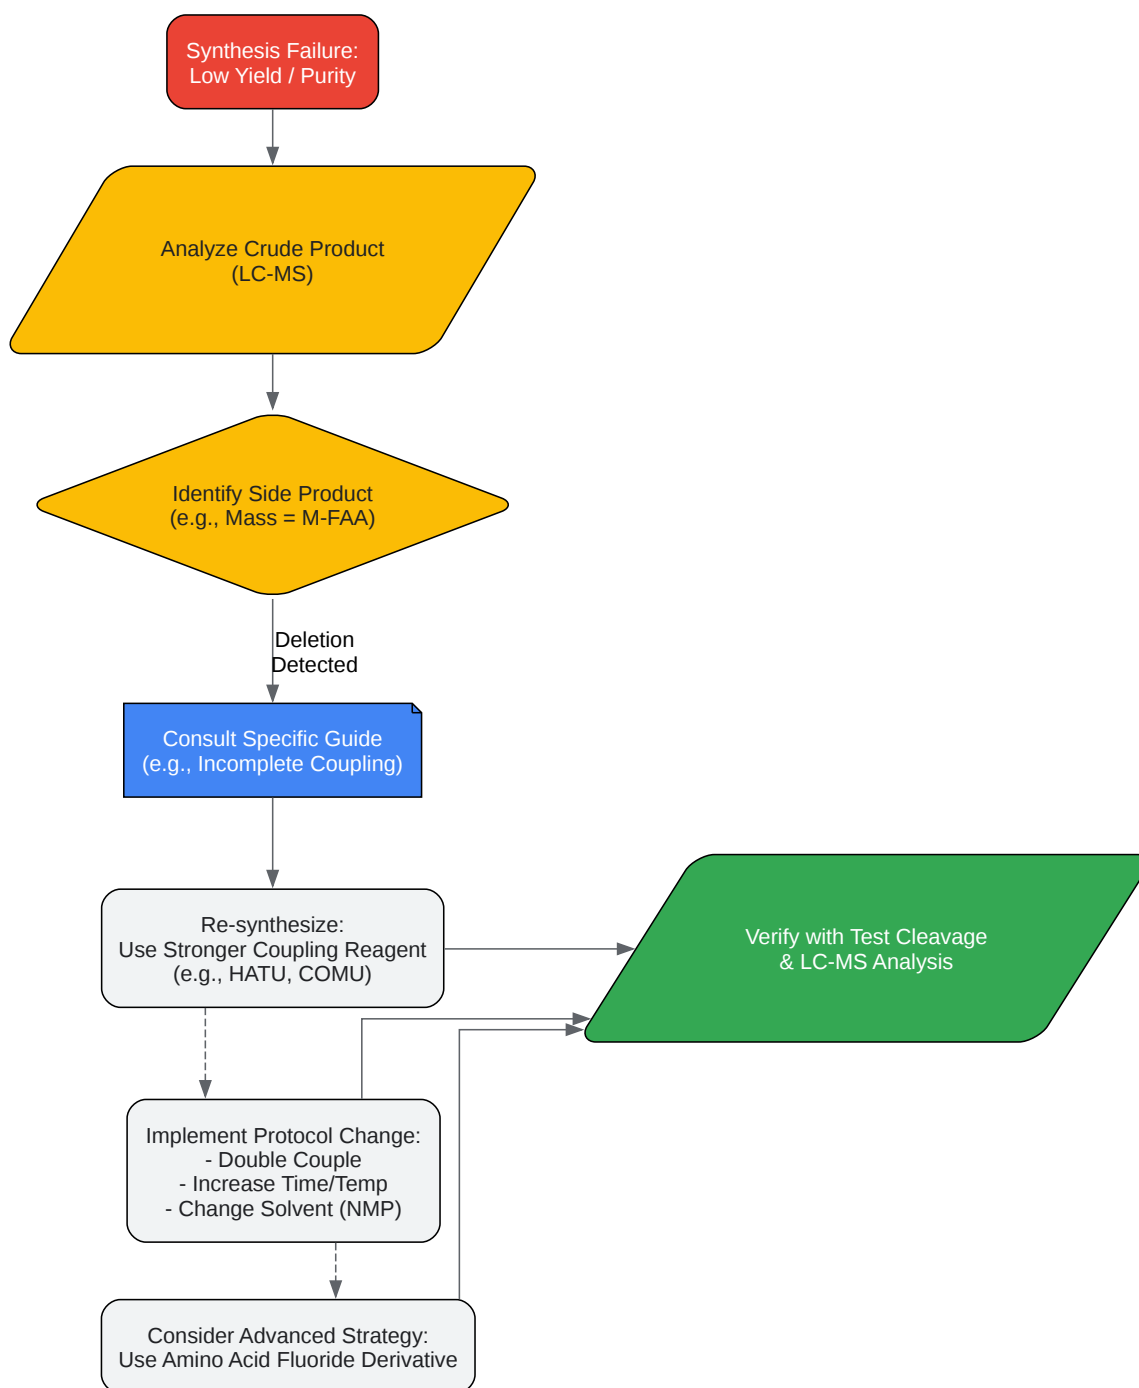 Synthesis Failure:
Low Yield / Purity
Analyze Crude Product
(LC-MS)
Identify Side Product
(e.g., Mass = M-FAA)
Deletion
Detected
Consult Specific Guide
(e.g., Incomplete Coupling)
Re-synthesize:
Use Stronger Coupling Reagent
(e.g., HATU, COMU)
Verify with Test Cleavage
& LC-MS Analysis
Implement Protocol Change:
- Double Couple
- Increase Time/Temp
- Change Solvent (NMP)
Consider Advanced Strategy:
Use Amino Acid Fluoride Derivative